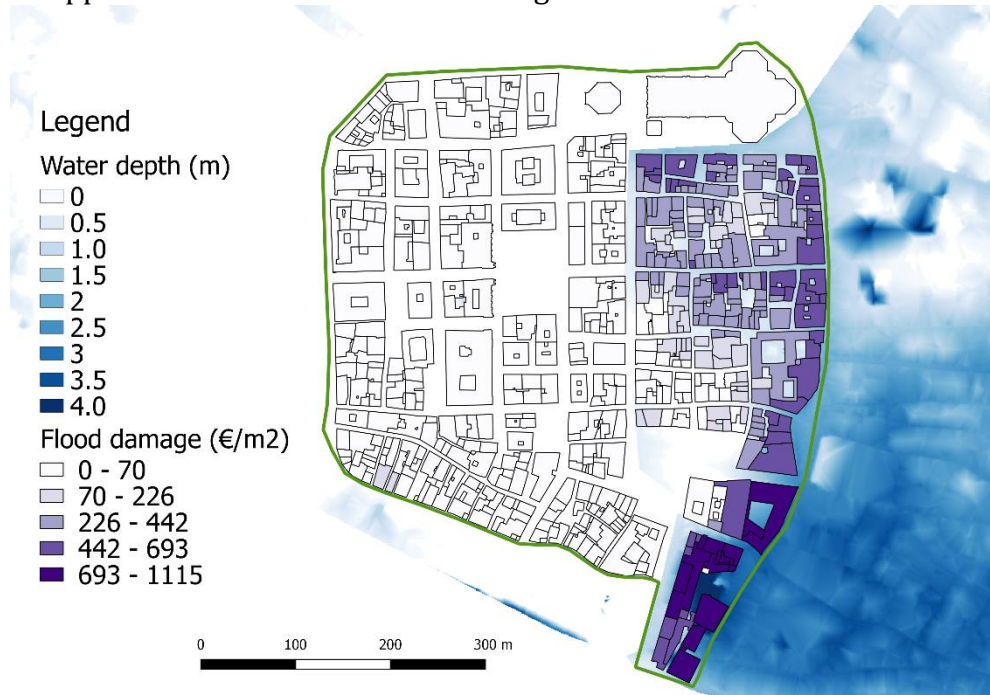 Legend
Water depth (m)
0
0.5
1.0
1.5
2
2.5
3
3.5
4.0
Flood damage (€/m2)
0 - 70
70 - 226
226 - 442
442 - 693
693 - 1115
0 100 200 300 m